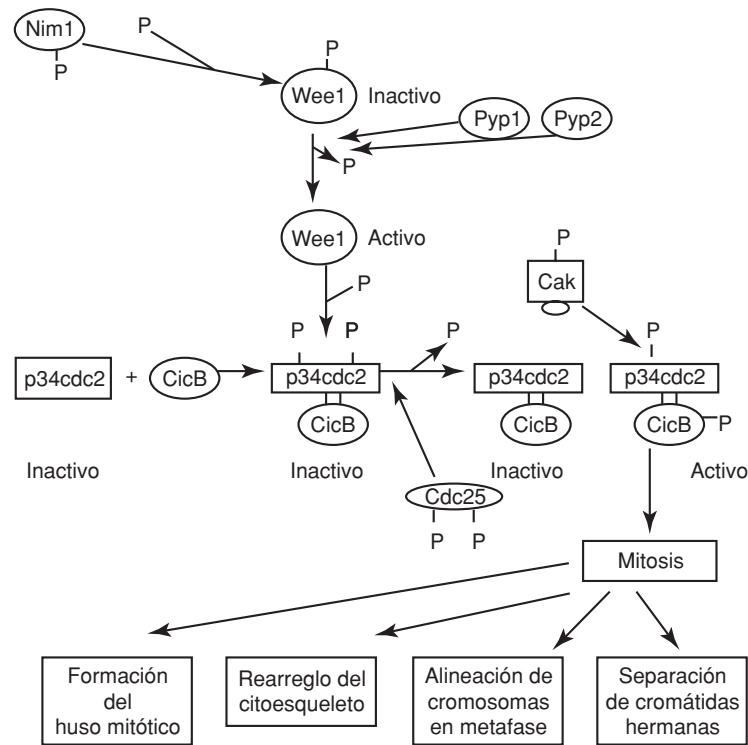 Nim1
P
P
P
Wee1
Inactivo
Pyp1
Pyp2
P
Wee1
Activo
P
P
Cak
P
P
P
P
p34cdc2
+
CicB
p34cdc2
p34cdc2
p34cdc2
CicB
CicB
CicB
P
Inactivo
Inactivo
Inactivo
Activo
Cdc25
P
P
Mitosis
Formación
del
huso mitótico
Rearreglo del
citoesqueleto
Alineación de
cromosomas
en metafase
Separación
de cromátidas
hermanas